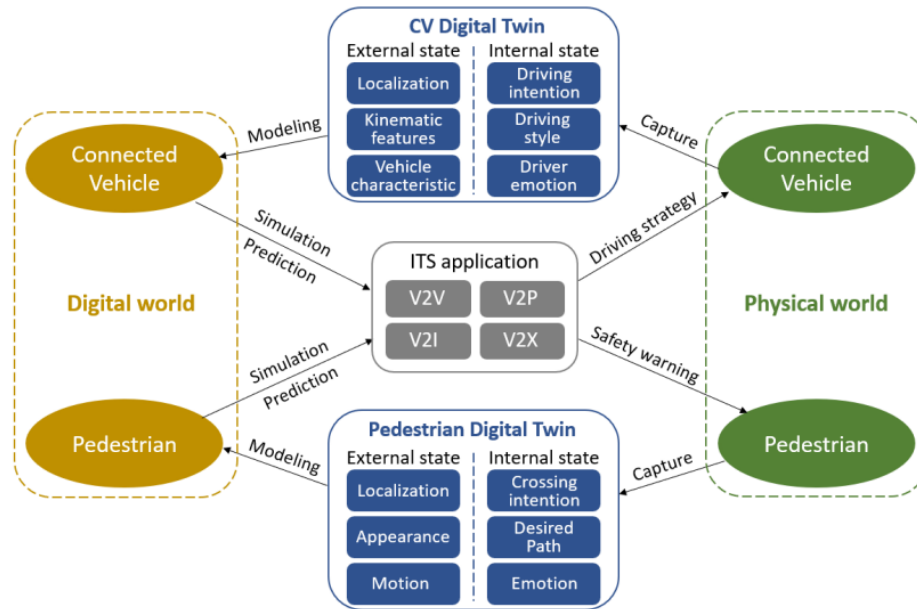 CV Digital Twin
External state
Internal state
Localization
Driving
intention
Kinematic
features
Driving
style
Vehicle
characteristic
Driver
emotion
Modeling
Capture
Connected
Vehicle
Connected
Vehicle
Simulation
Prediction
Driving strategy
ITS application
V2V
V2P
V2I
V2X
Digital world
Physical world
Simulation
Prediction
Safety warning
Pedestrian
Pedestrian
Modeling
Capture
Pedestrian Digital Twin
External state
Internal state
Localization
Crossing
intention
Appearance
Desired
Path
Motion
Emotion